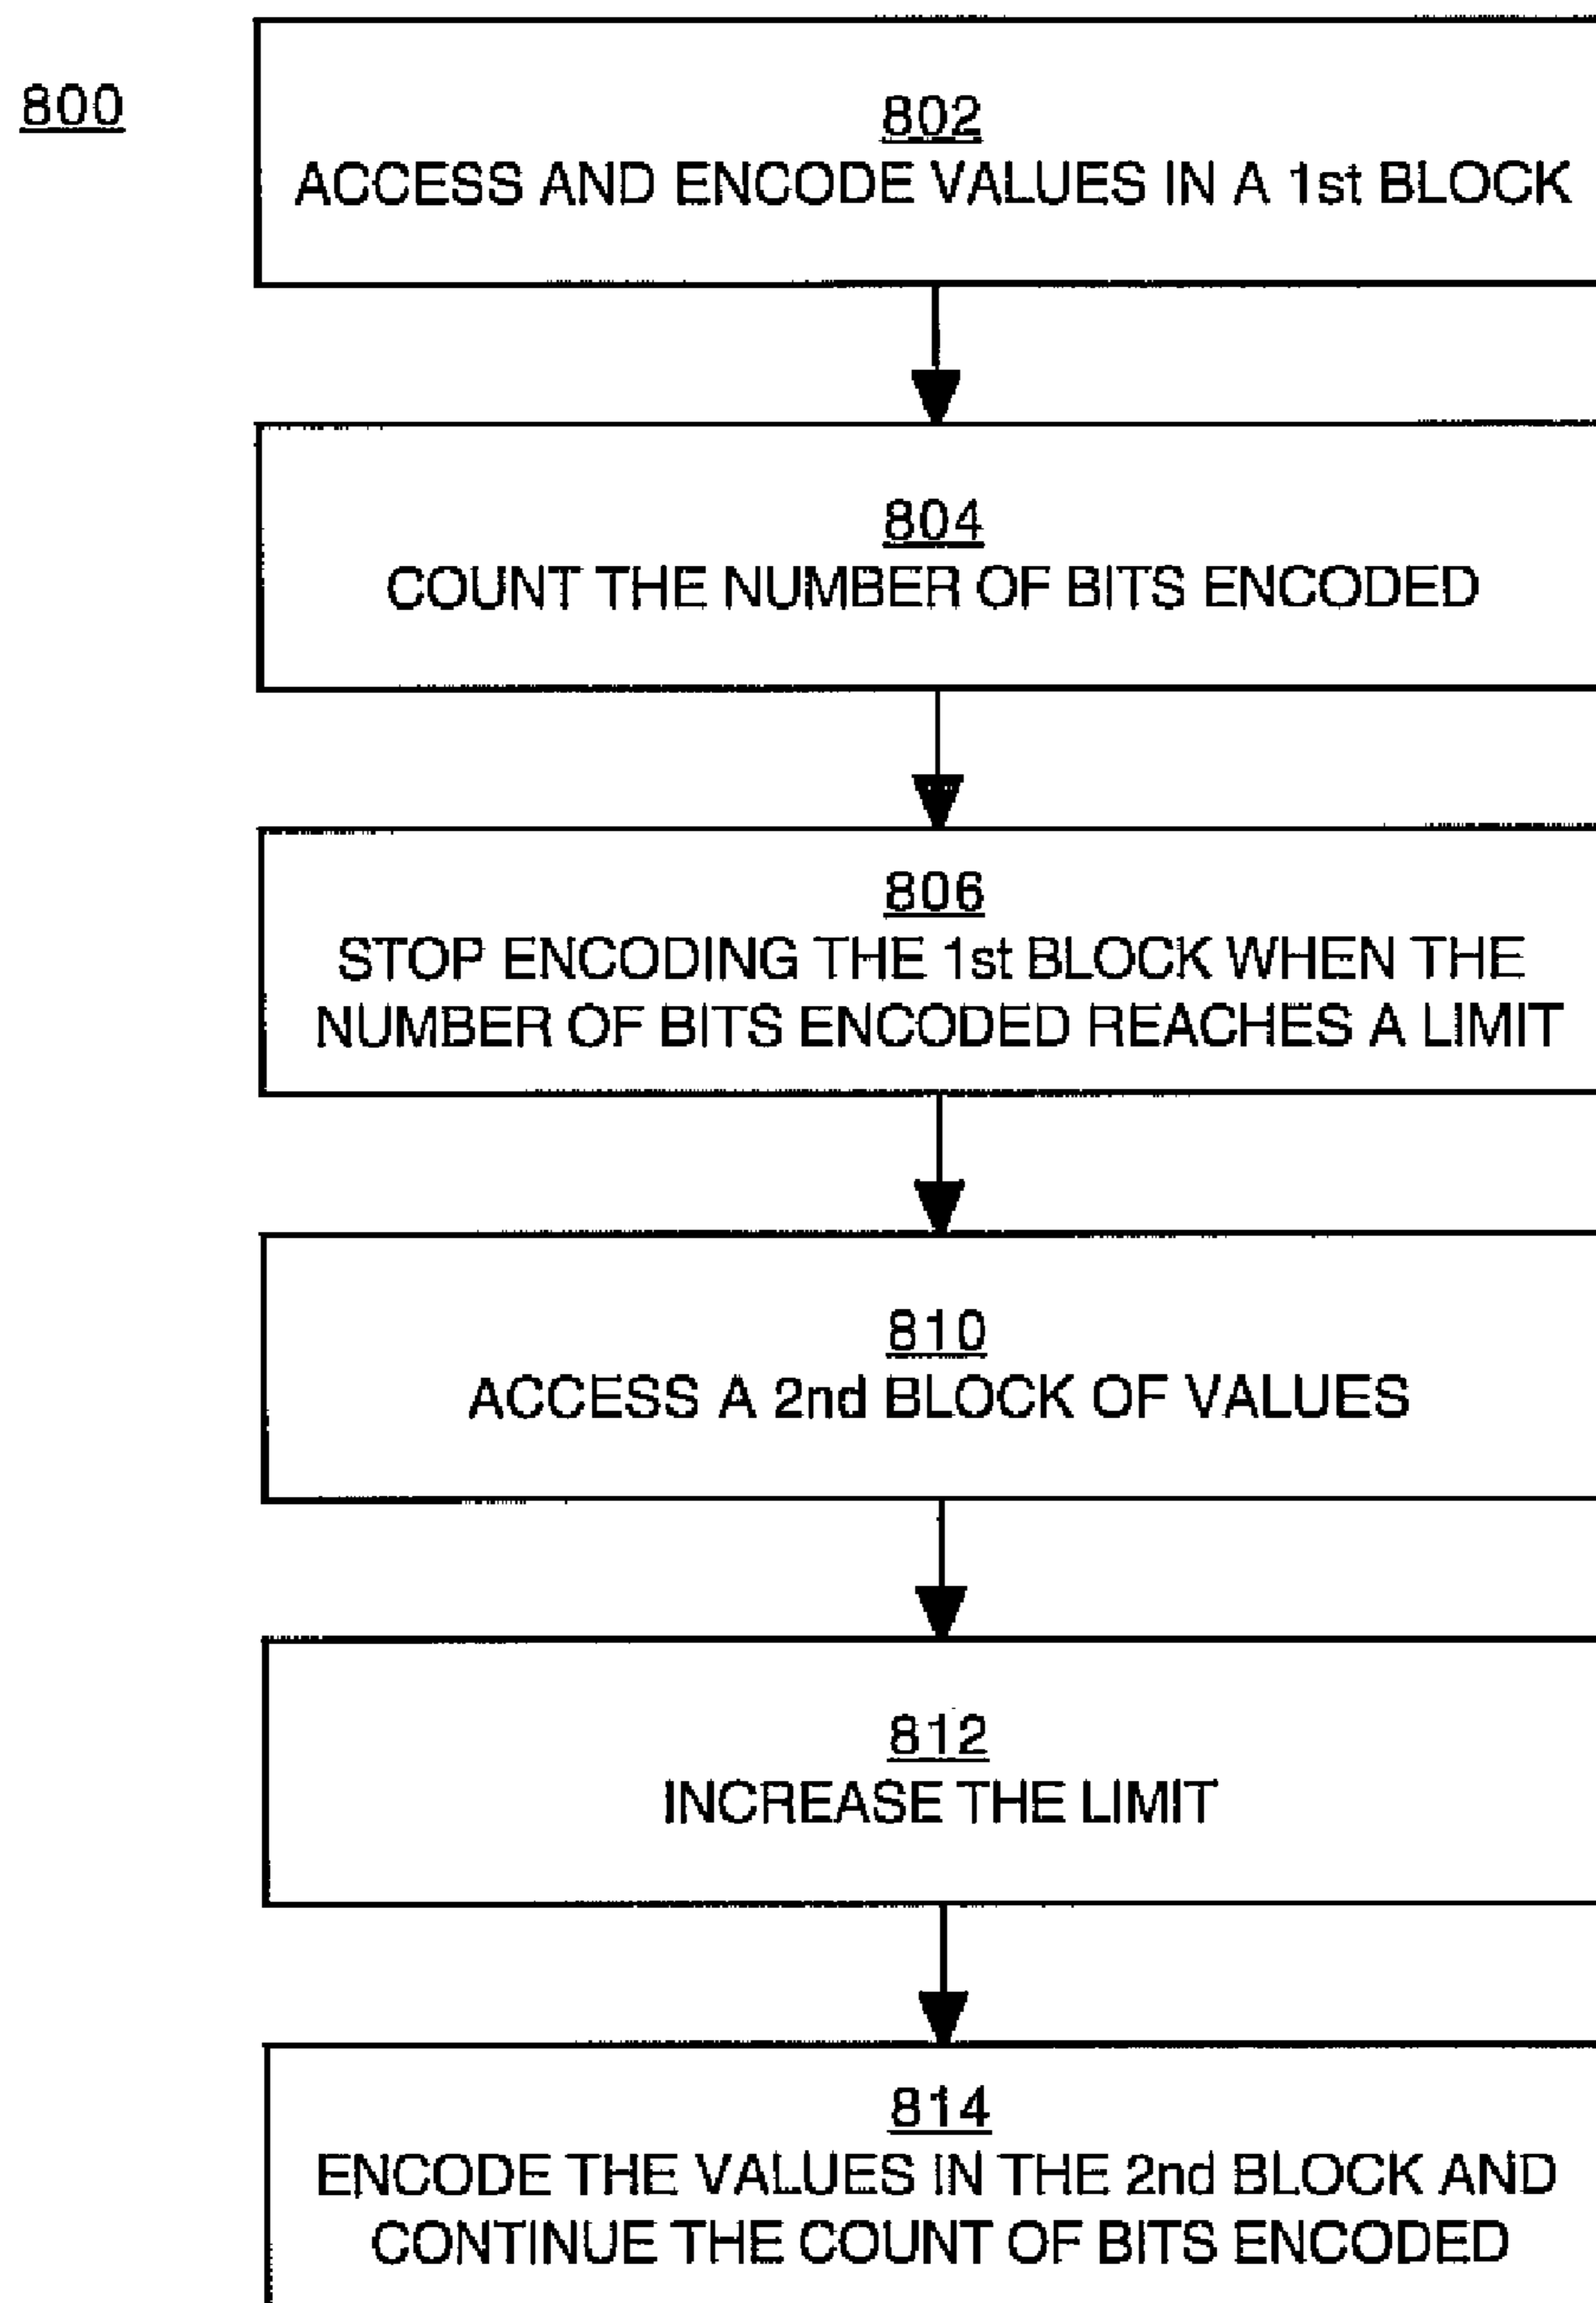 800
802
ACCESS AND ENCODE VALUES IN A 1st BLOCK
804
COUNT THE NUMBER OF BITS ENCODED
806
STOP ENCODING THE 1st BLOCK WHEN THE
NUMBER OF BITS ENCODED REACHES A LIMIT
810
ACCESS A 2nd BLOCK OF VALUES
812
INCREASE THE LIMIT
814
ENCODE THE VALUES IN THE 2nd BLOCK AND
CONTINUE THE COUNT OF BITS ENCODED